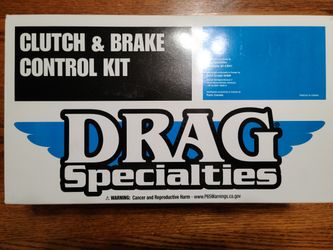 CLUTCH & BRAKE
CONTROL KIT
DRAG
Specialties
⚠ WARNING: Cancer and Reproductive Harm - www.P65Warnings.ca.gov